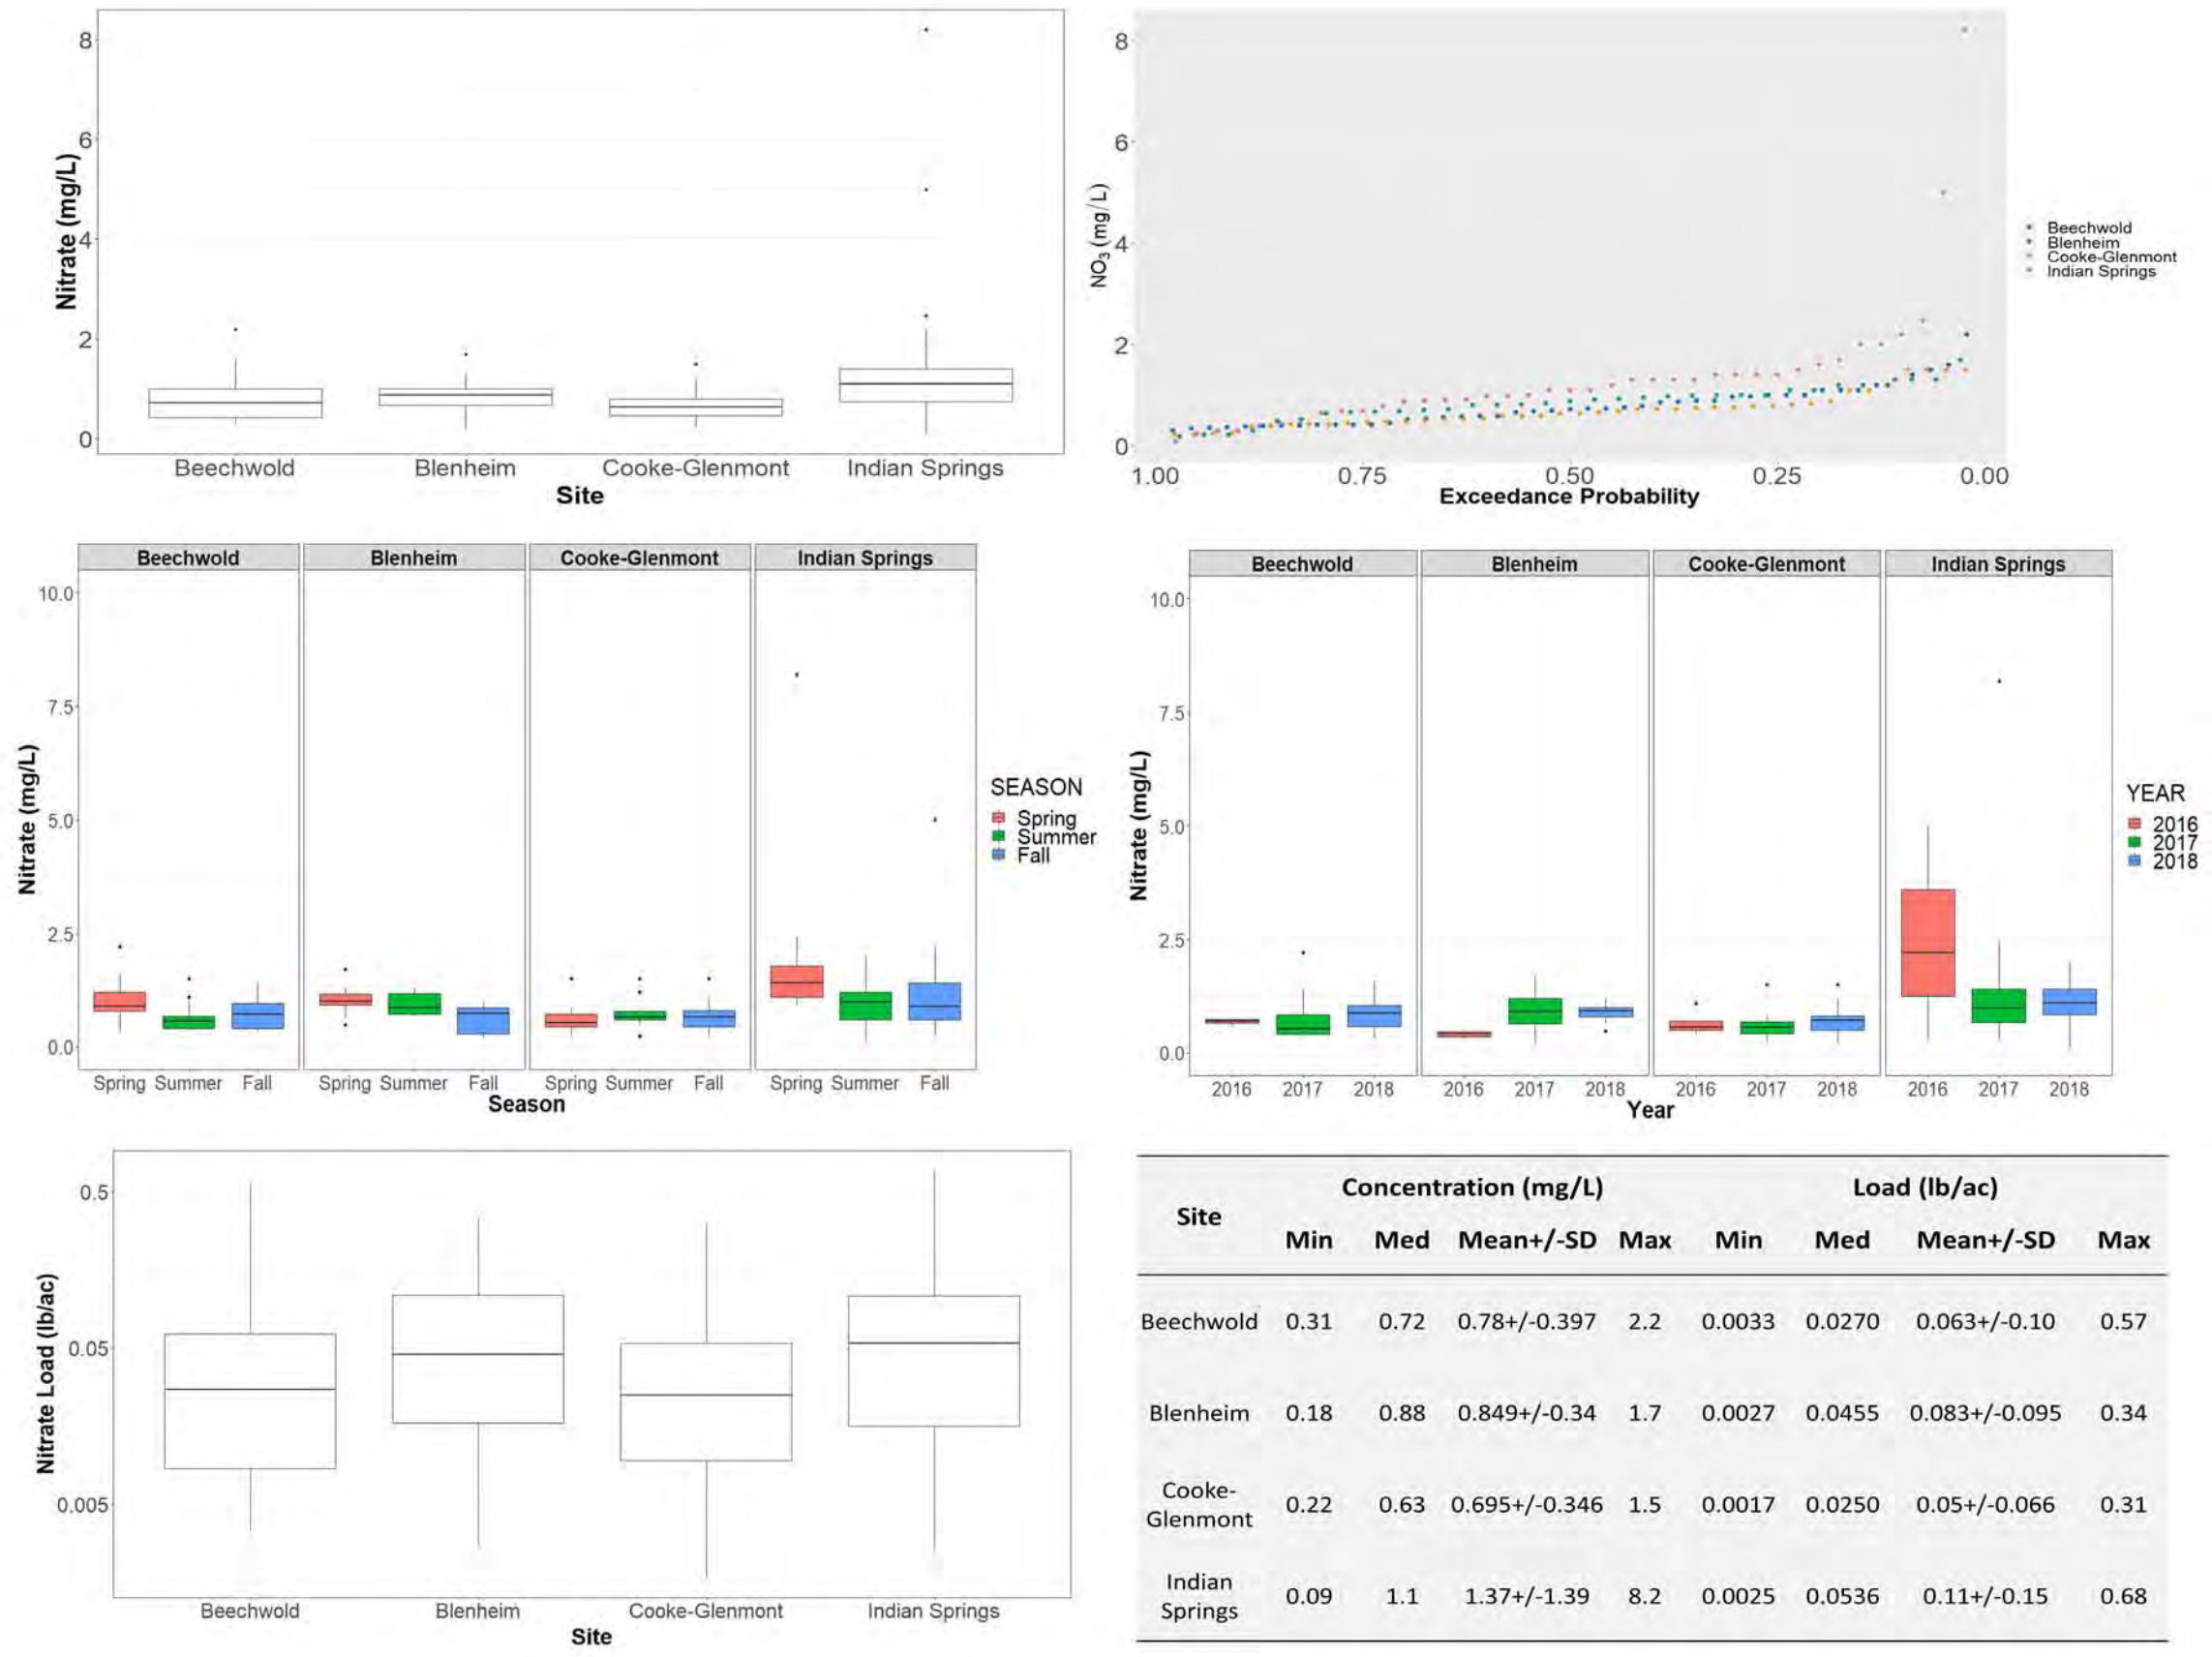 8
6
4
2
0
Nitrate (mg/L)
Beechwold Blenheim Cooke-Glenmont Indian Springs
Site
8
6
4
2
0
NO3 (mg/L)
1.00 0.75 0.50 0.25 0.00
Exceedance Probability
Beechwold
Blenheim
Cooke-Glenmont
Indian Springs
Beechwold Blenheim Cooke-Glenmont Indian Springs
10.0
7.5
5.0
2.5
0.0
Nitrate (mg/L)
Spring Summer Fall Spring Summer Fall Spring Summer Fall Spring Summer Fall
Season
SEASON
Spring
Summer
Fall
Beechwold Blenheim Cooke-Glenmont Indian Springs
10.0
7.5
5.0
2.5
0.0
Nitrate (mg/L)
2016 2017 2018 2016 2017 2018 2016 2017 2018 2016 2017 2018
Year
YEAR
2016
2017
2018
0.5
0.05
0.005
Nitrate Load (lb/ac)
Beechwold Blenheim Cooke-Glenmont Indian Springs
Site
Concentration (mg/L) Load (lb/ac)
Site
Min Med Mean+/-SD Max Min Med Mean+/-SD Max
Beechwold 0.31 0.72 0.78+/-0.397 2.2 0.0033 0.0270 0.063+/-0.10 0.57
Blenheim 0.18 0.88 0.849+/-0.34 1.7 0.0027 0.0455 0.083+/-0.095 0.34
Cooke-
Glenmont 0.22 0.63 0.695+/-0.346 1.5 0.0017 0.0250 0.05+/-0.066 0.31
Indian
Springs 0.09 1.1 1.37+/-1.39 8.2 0.0025 0.0536 0.11+/-0.15 0.68